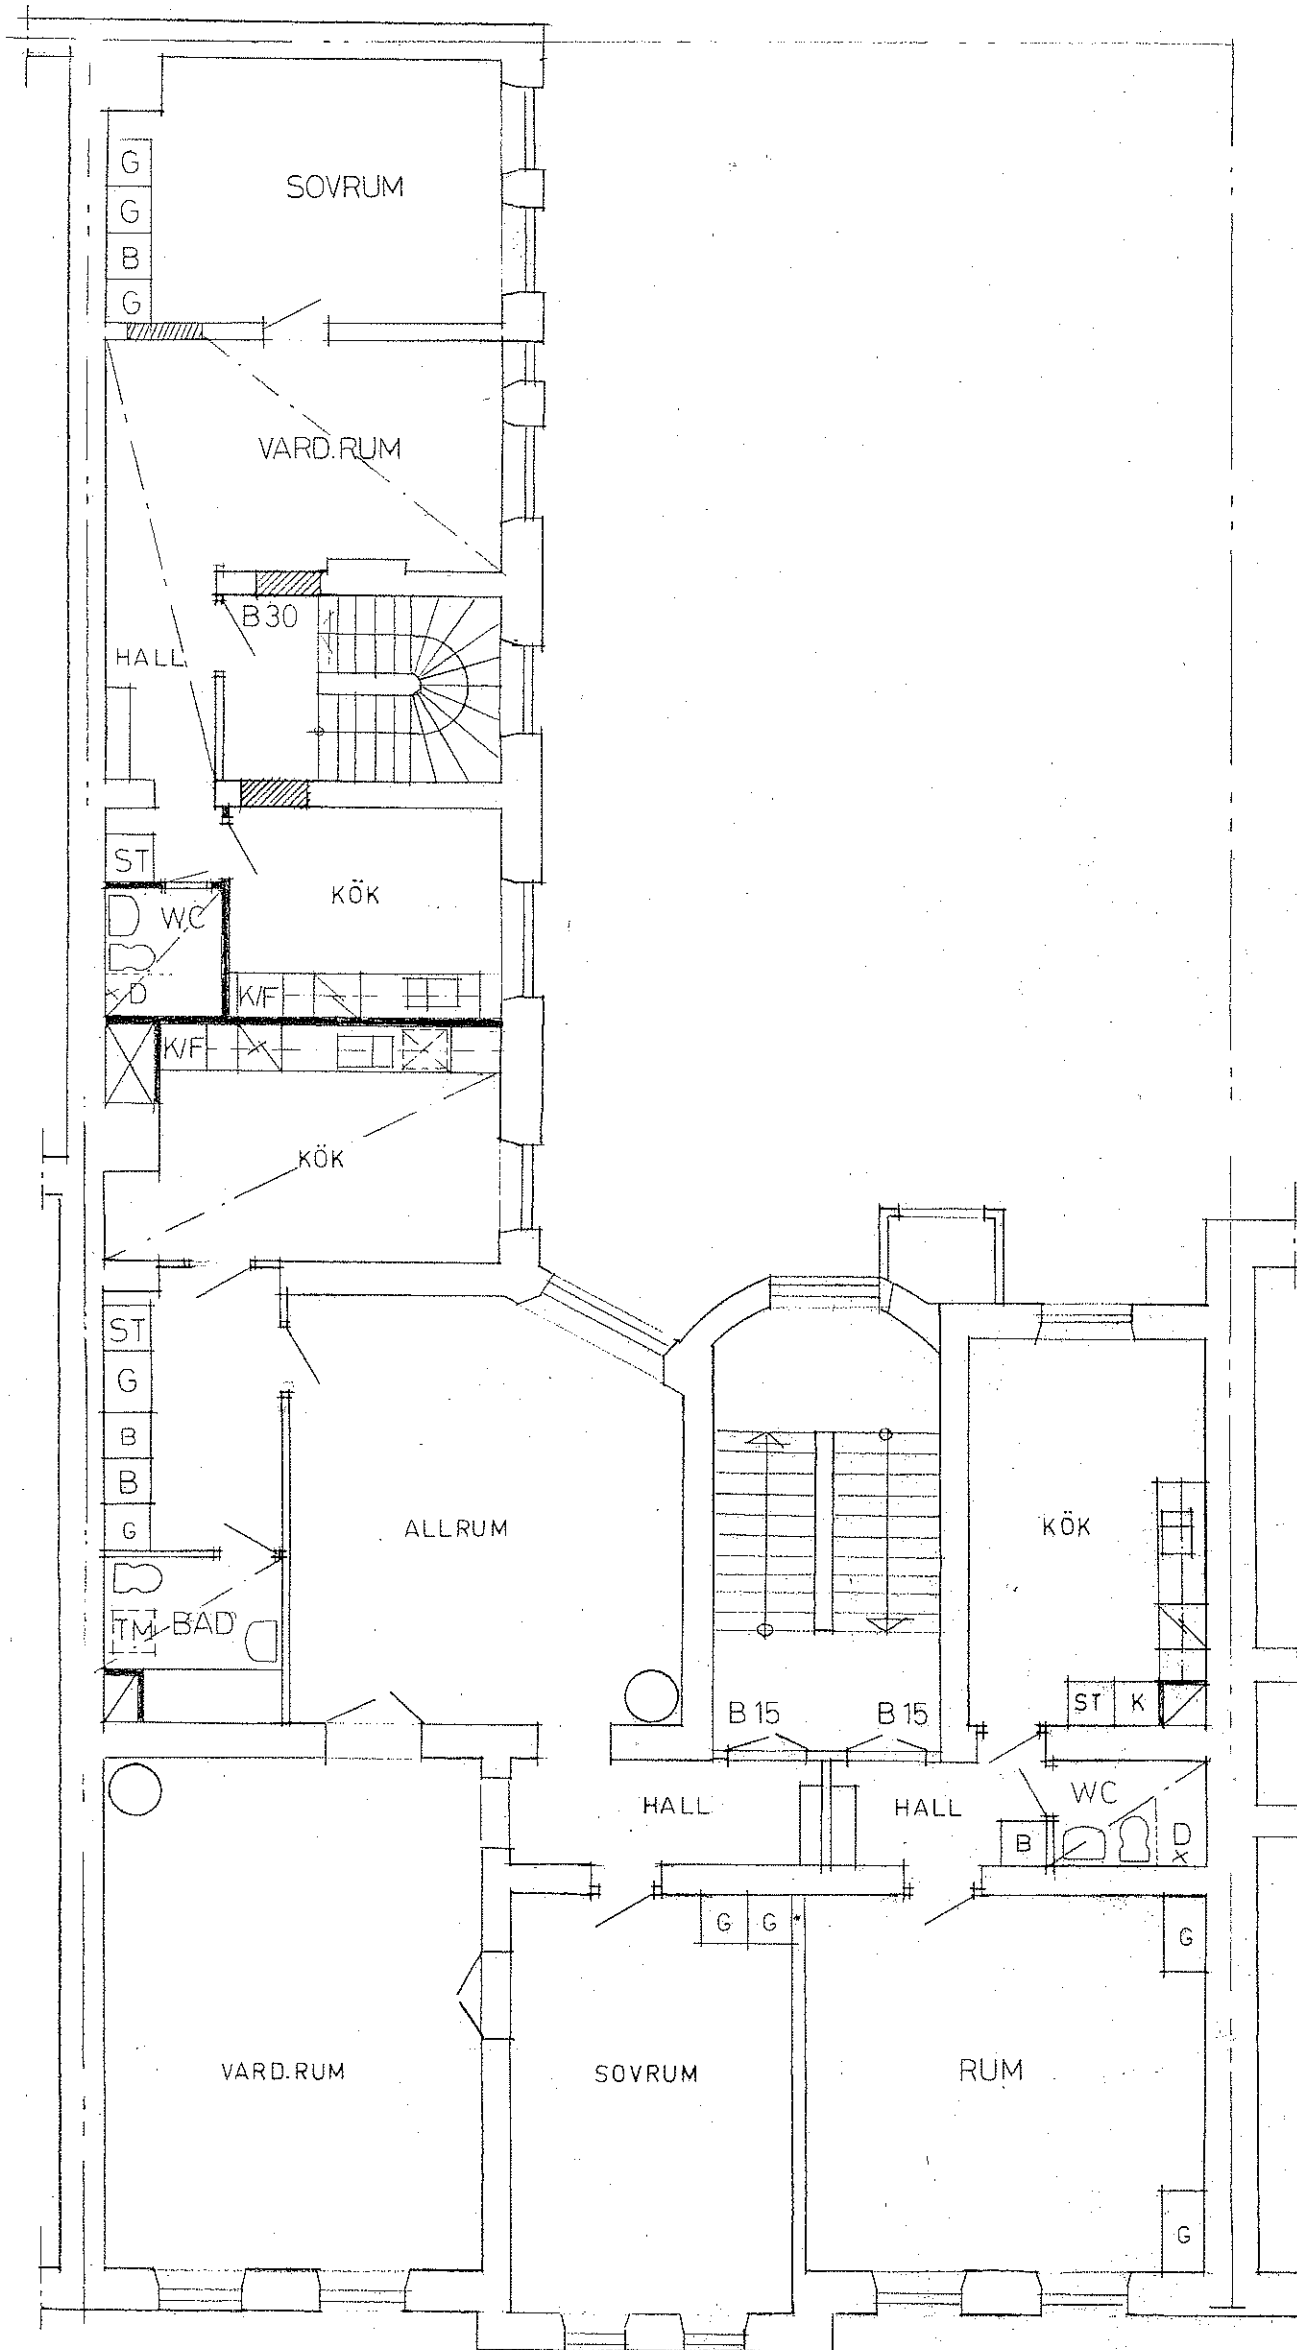 G
SOVRUM
G
B
G
VARD.RUM
B30
HALL
ST
KÖK
WC
D
K/F
K/F
KÖK
ST
G
B
B
G
ALLRUM
KÖK
TM BAD
ST K
B 15 B 15
HALL HALL WC
B D
G G G
VARD.RUM SOVRUM RUM
G